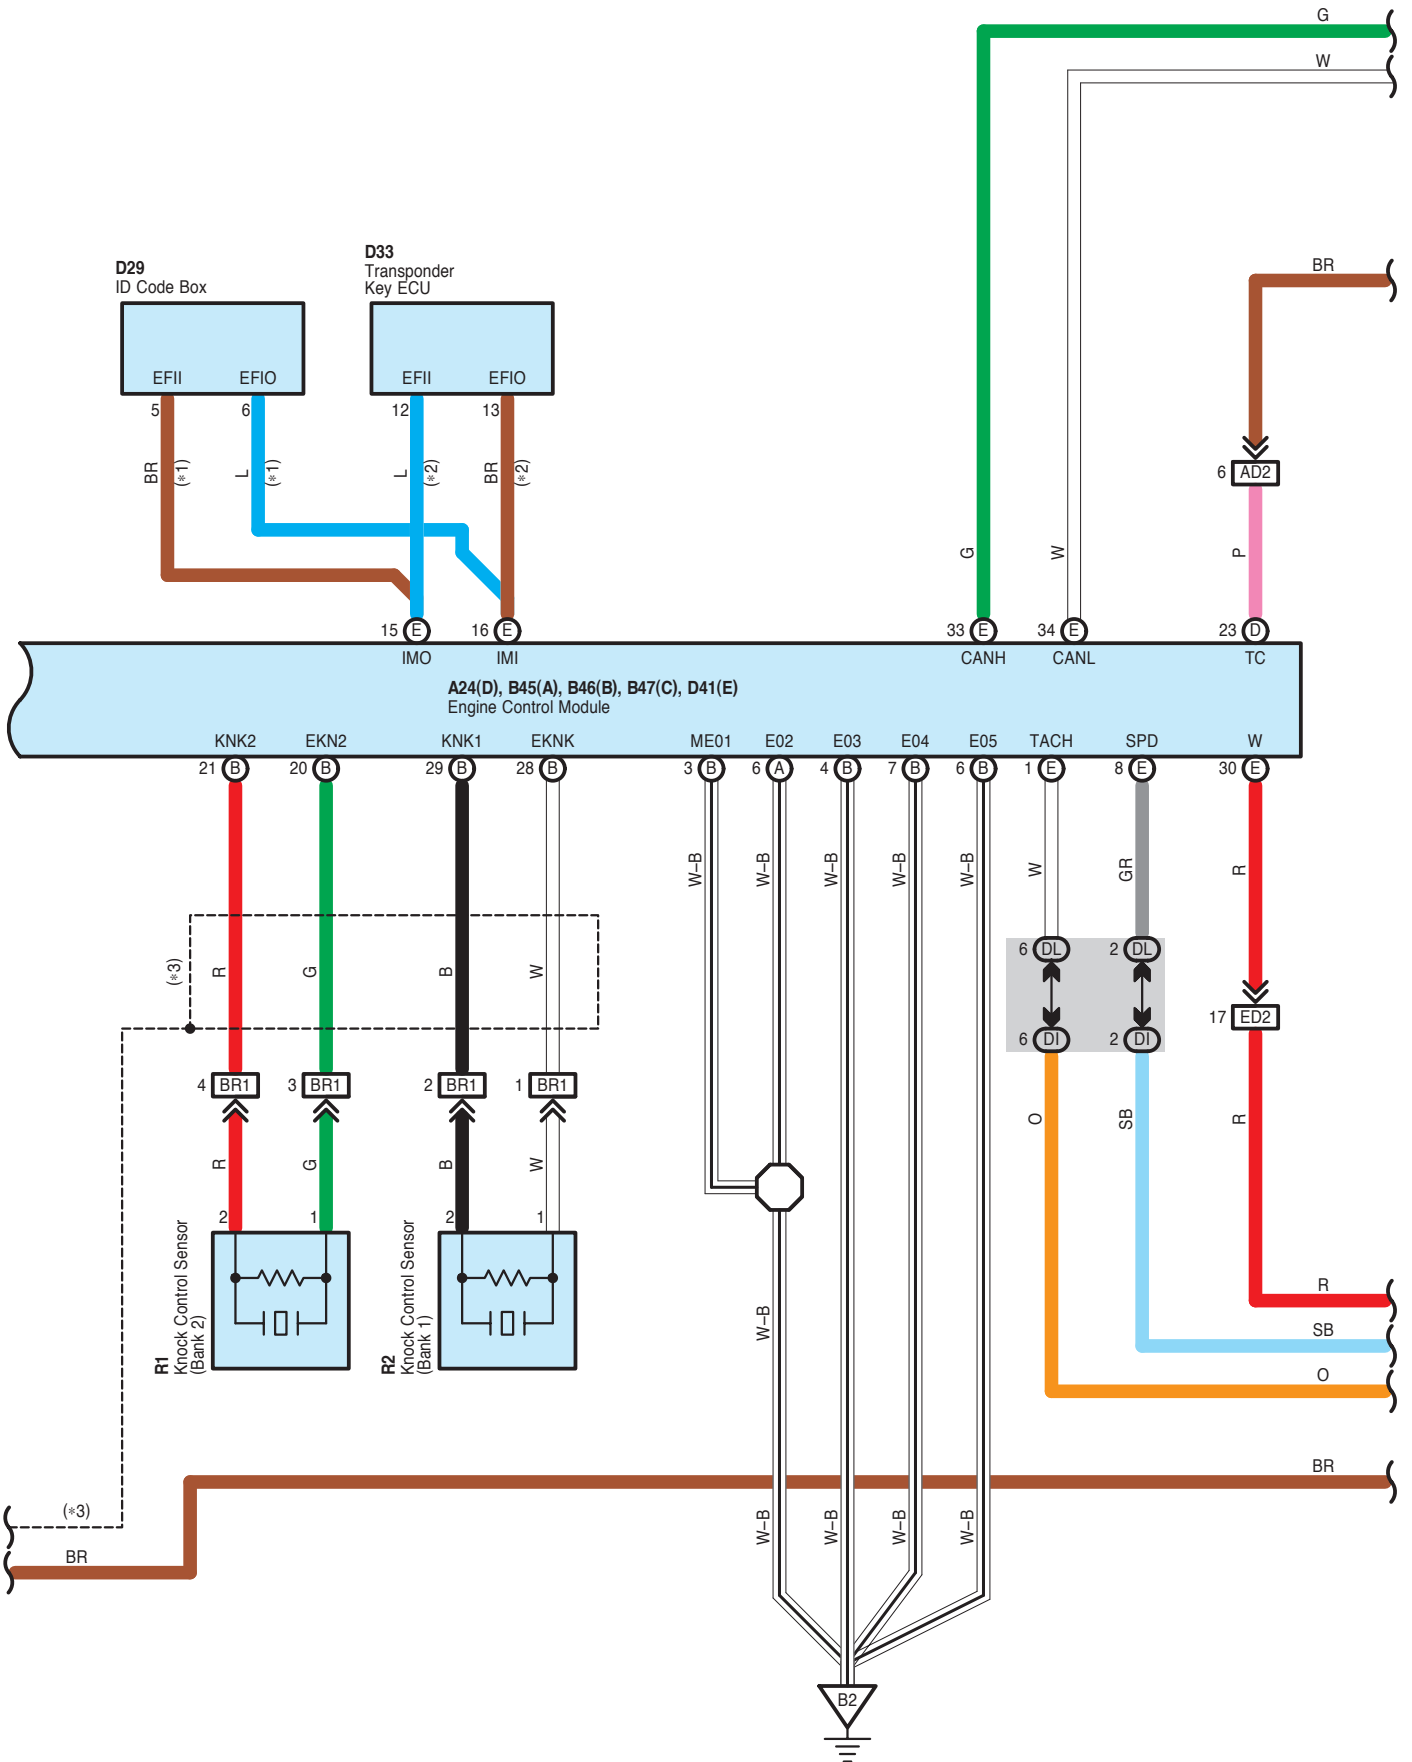 G
W
BR
D29
ID Code Box
D33
Transponder
Key ECU
EFII EFIO
EFII EFIO
5 6 12 13
BR (*1) L (*1) L (*2) BR (*2)
6 AD2
G W P
15 E 16 E 33 E 34 E 23 D
IMO IMI CANH CANL TC
A24(D), B45(A), B46(B), B47(C), D41(E)
Engine Control Module
KNK2 EKN2 KNK1 EKNK ME01 E02 E03 E04 E05 TACH SPD W
21 B 20 B 29 B 28 B 3 B 6 A 4 B 7 B 6 B 1 E 8 E 30 E
W-B W-B W-B W-B W-B W GR R
6 DL 2 DL
(*3) R G B W
17 ED2
6 DI 2 DI
4 BR1 3 BR1 2 BR1 1 BR1
O SB R
R G B W
2 1 2 1
R1
Knock Control Sensor
(Bank 2)
R2
Knock Control Sensor
(Bank 1)
W-B
R
SB
O
BR
(*3)
W-B W-B W-B W-B
BR
B2